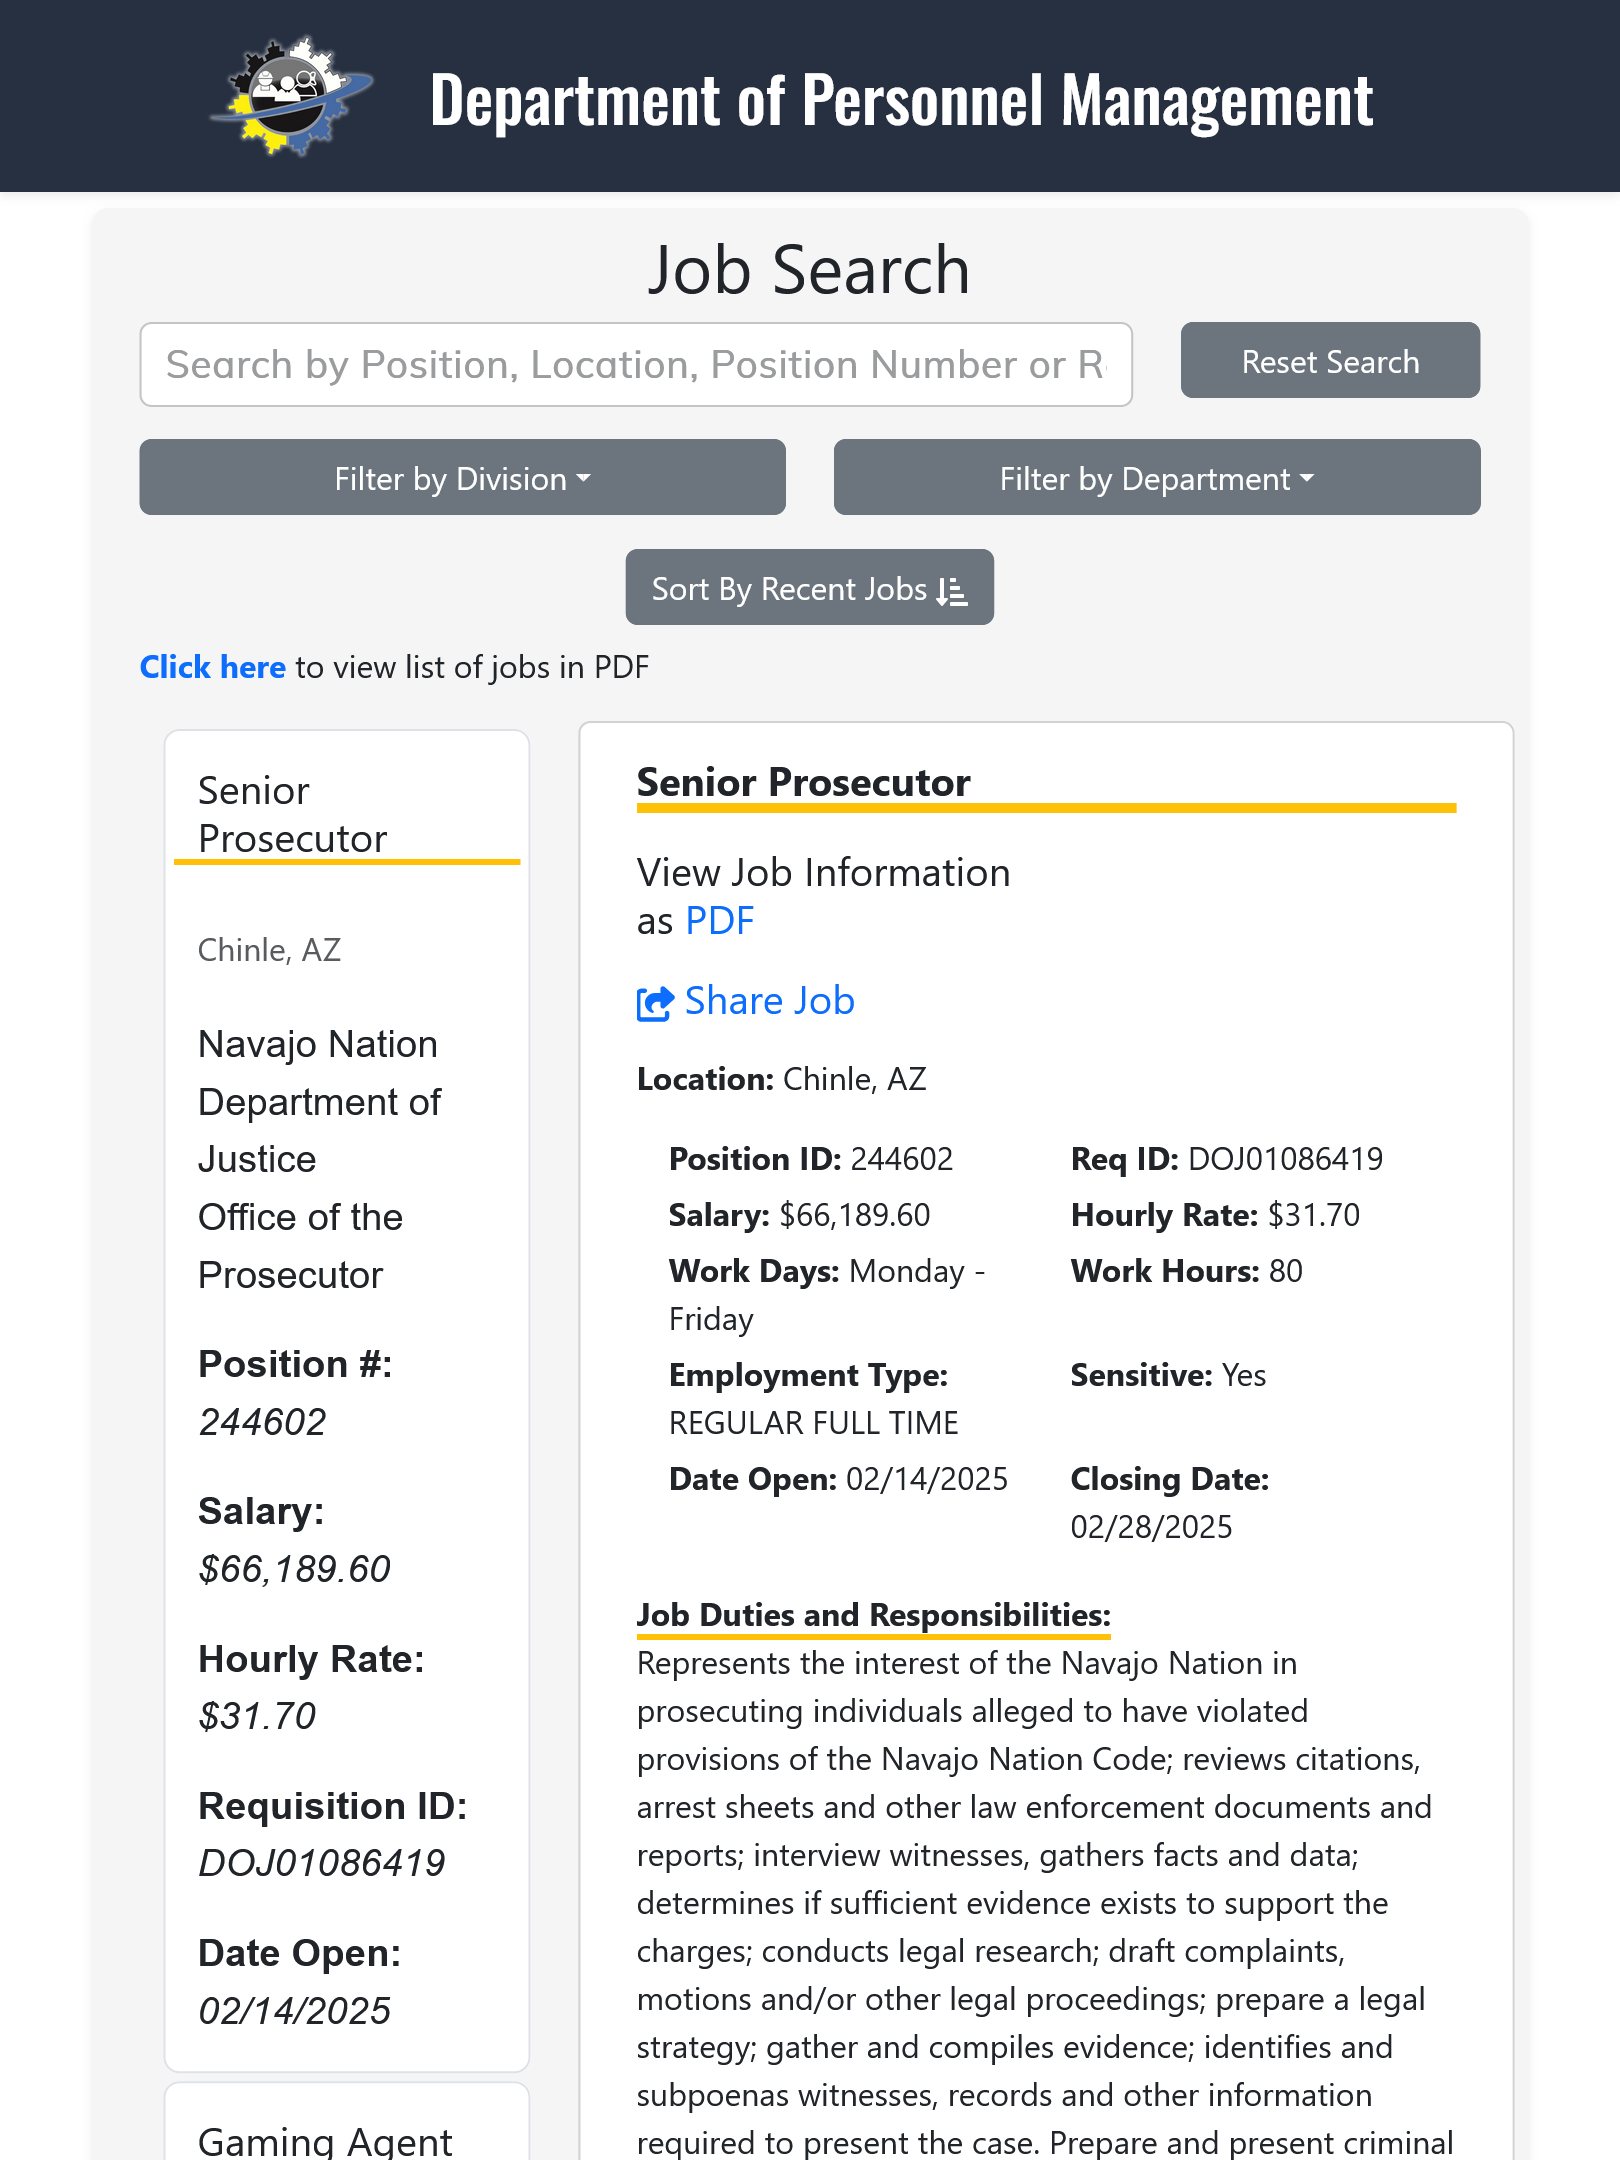 Department of Personnel Management
Job Search
Search by Position, Location, Position Number or R
Reset Search
Filter by Division
Filter by Department
Sort By Recent Jobs
Click here to view list of jobs in PDF
Senior
Prosecutor
Chinle, AZ
Navajo Nation
Department of
Justice
Office of the
Prosecutor
Position #:
244602
Salary:
$66,189.60
Hourly Rate:
$31.70
Requisition ID:
DOJ01086419
Date Open:
02/14/2025
Gaming Agent
Senior Prosecutor
View Job Information
as PDF
Share Job
Location: Chinle, AZ
Position ID: 244602
Req ID: DOJ01086419
Salary: $66,189.60
Hourly Rate: $31.70
Work Days: Monday -
Friday
Work Hours: 80
Employment Type:
REGULAR FULL TIME
Sensitive: Yes
Date Open: 02/14/2025
Closing Date:
02/28/2025
Job Duties and Responsibilities:
Represents the interest of the Navajo Nation in
prosecuting individuals alleged to have violated
provisions of the Navajo Nation Code; reviews citations,
arrest sheets and other law enforcement documents and
reports; interview witnesses, gathers facts and data;
determines if sufficient evidence exists to support the
charges; conducts legal research; draft complaints,
motions and/or other legal proceedings; prepare a legal
strategy; gather and compiles evidence; identifies and
subpoenas witnesses, records and other information
required to present the case. Prepare and present criminal